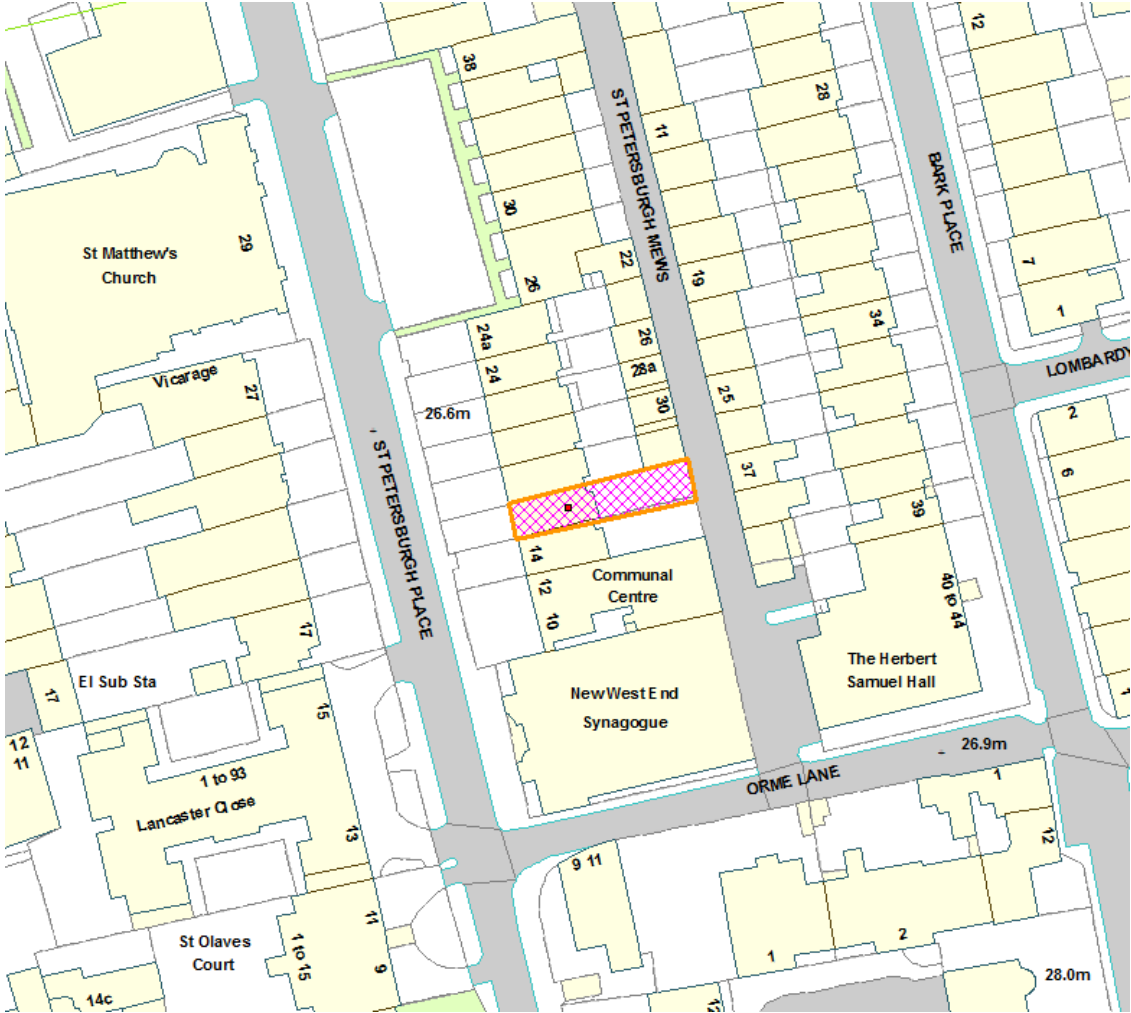 12
38
ST PETERSBURGH MEWS
28
11
BARK PLACE
30
29
St Matthew's
Church
22
19
7
26
1
24a
26
34
LOMBARDY
Vicarage
24
28a
27
25
30
26.6m
2
ST PETERSBURGH PLACE
37
6
39
14
Communal
Centre
12
40 to 44
10
17
The Herbert
Samuel Hall
El Sub Sta
17
New West End
Synagogue
15
12
11
26.9m
1 to 93
ORME LANE
1
Lancaster Close
13
12
9 11
11
1 to 15
St Olaves
Court
9
1
2
28.0m
14c